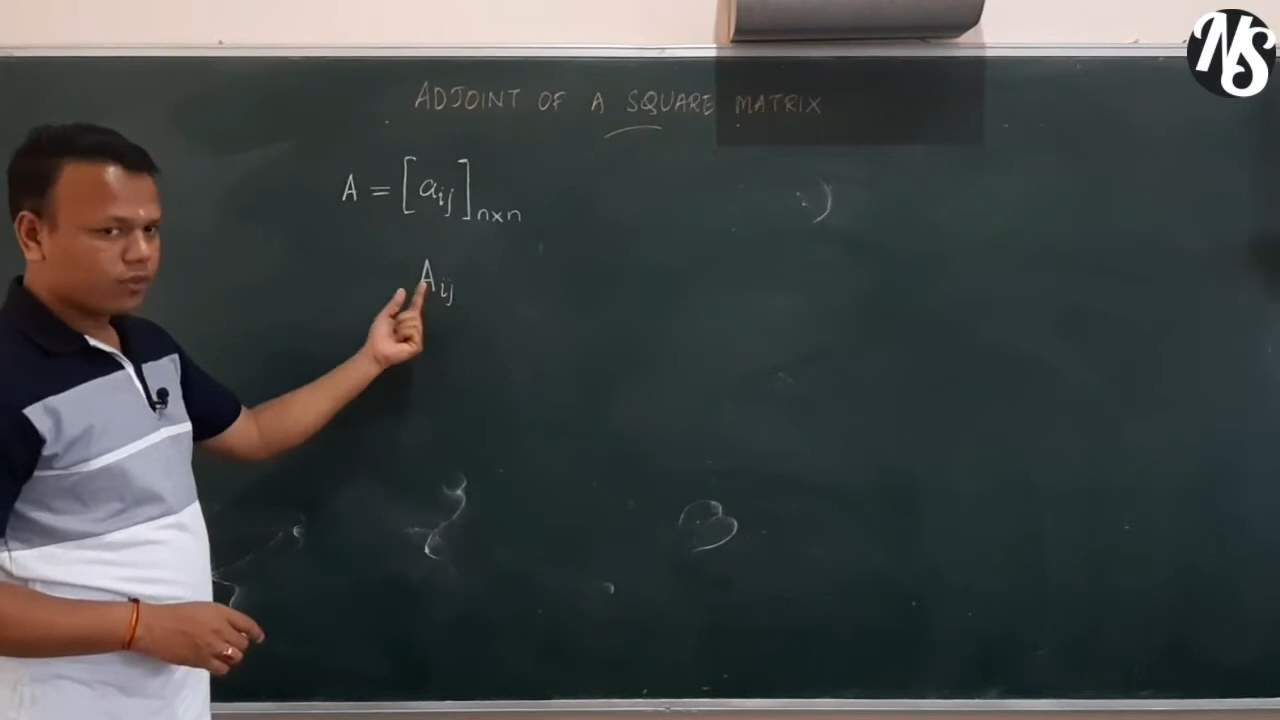 NS
ADJOINT OF A SQUARE MATRIX
A = [aij]n×n
Aij